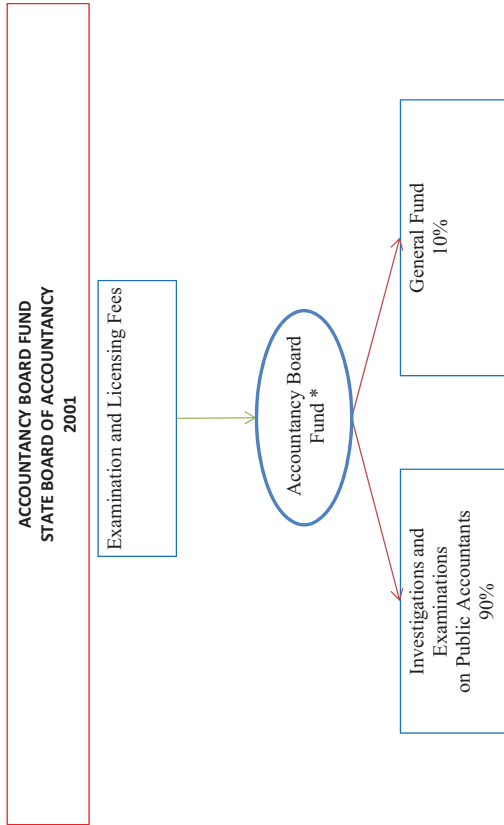 ACCOUNTANCY BOARD FUND
STATE BOARD OF ACCOUNTANCY
2001
Examination and Licensing Fees
Accountancy Board
Fund *
Investigations and
Examinations
on Public Accountants
90%
General Fund
10%